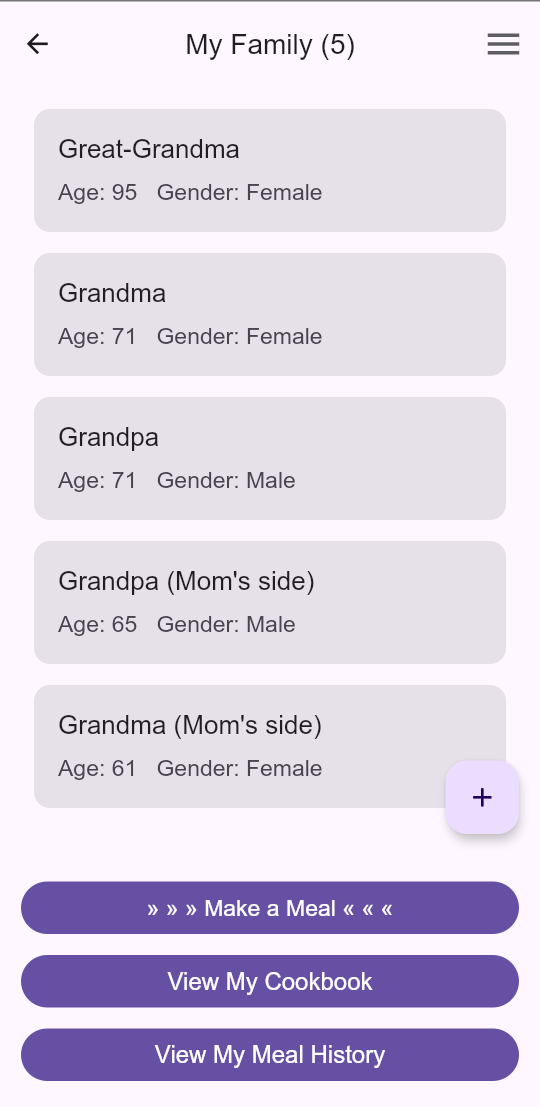 My Family (5)
Great-Grandma
Age: 95 Gender: Female
Grandma
Age: 71 Gender: Female
Grandpa
Age: 71 Gender: Male
Grandpa (Mom's side)
Age: 65 Gender: Male
Grandma (Mom's side)
Age: 61 Gender: Female
+
» » » Make a Meal « « «
View My Cookbook
View My Meal History